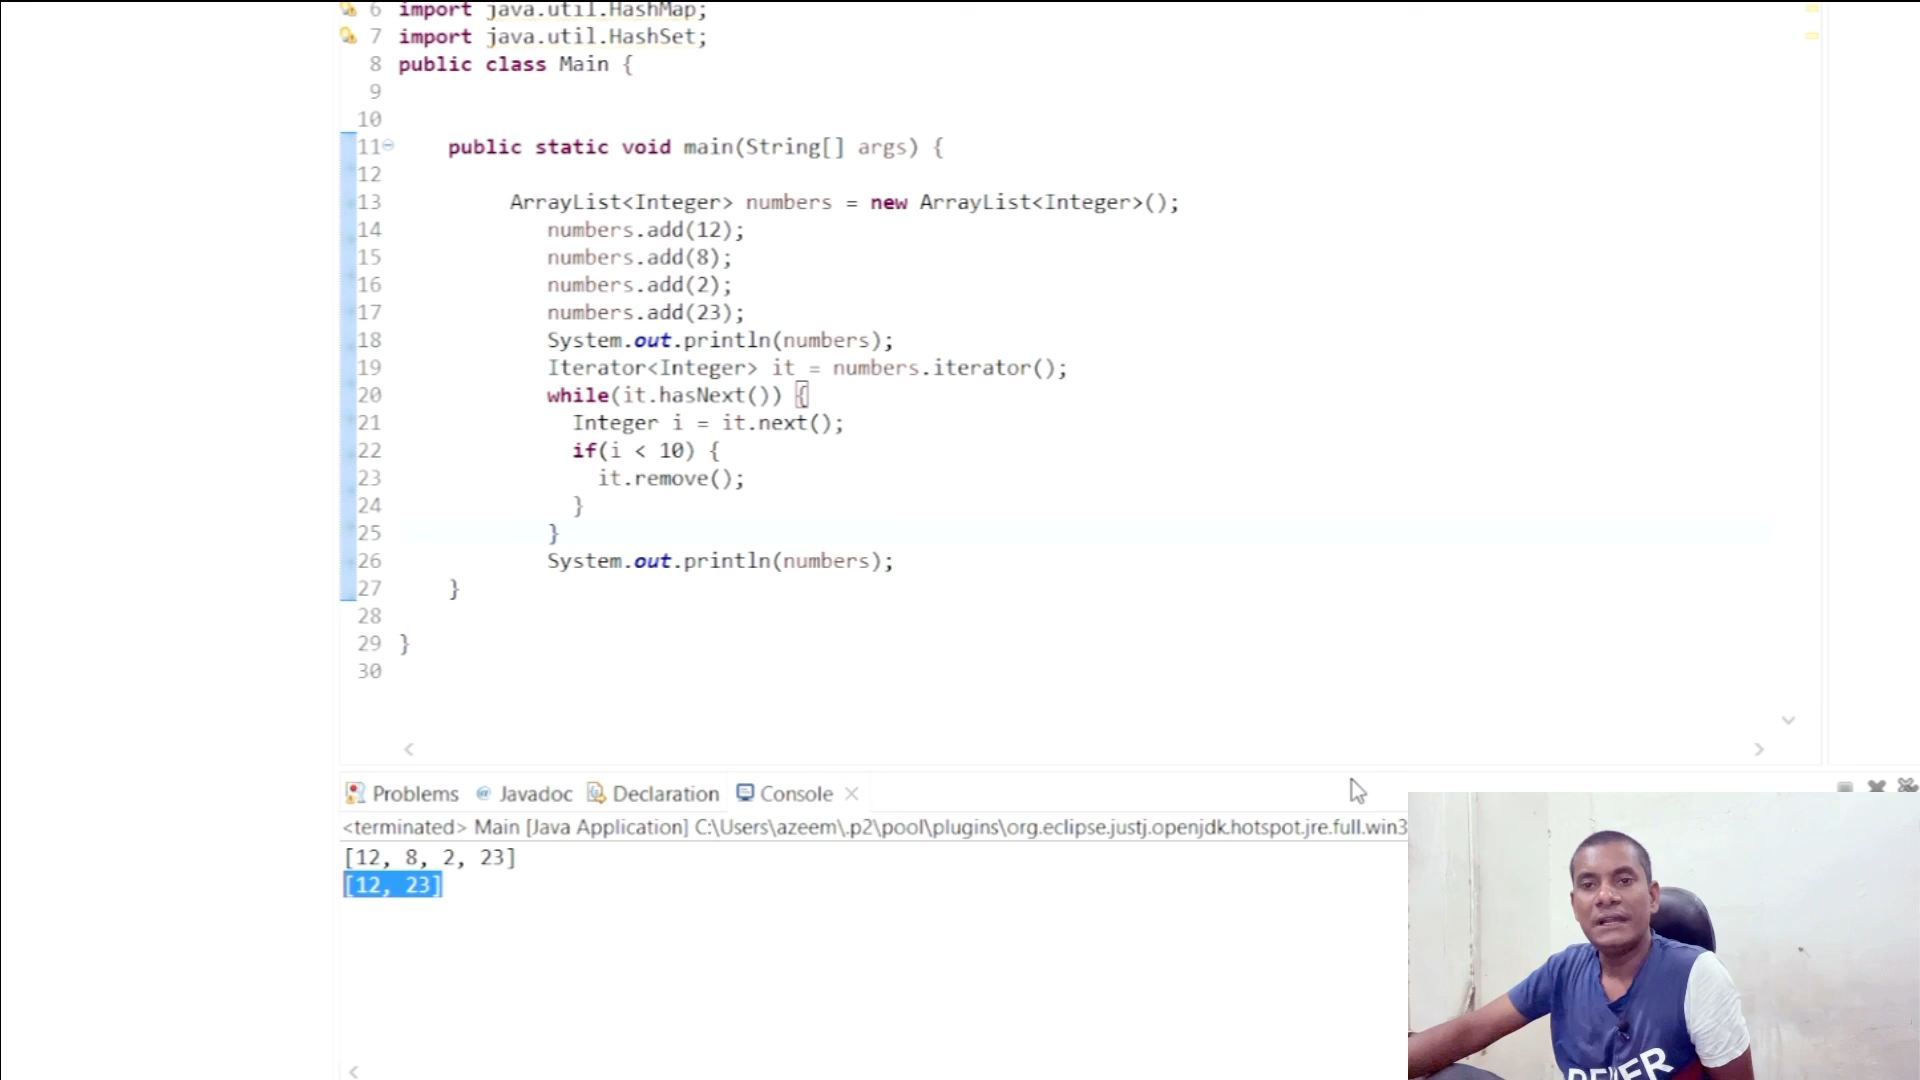 6 import java.util.HashMap;
7 import java.util.HashSet;
8 public class Main {
9
10
11 public static void main(String[] args) {
12
13 ArrayList<Integer> numbers = new ArrayList<Integer>();
14 numbers.add(12);
15 numbers.add(8);
16 numbers.add(2);
17 numbers.add(23);
18 System.out.println(numbers);
19 Iterator<Integer> it = numbers.iterator();
20 while(it.hasNext()) {
21 Integer i = it.next();
22 if(i < 10) {
23 it.remove();
24 }
25 }
26 System.out.println(numbers);
27 }
28
29 }
30
Problems Javadoc Declaration Console
<terminated> Main [Java Application] C:\Users\azeem\.p2\pool\plugins\org.eclipse.justj.openjdk.hotspot.jre.full.win3
[12, 8, 2, 23]
[12, 23]